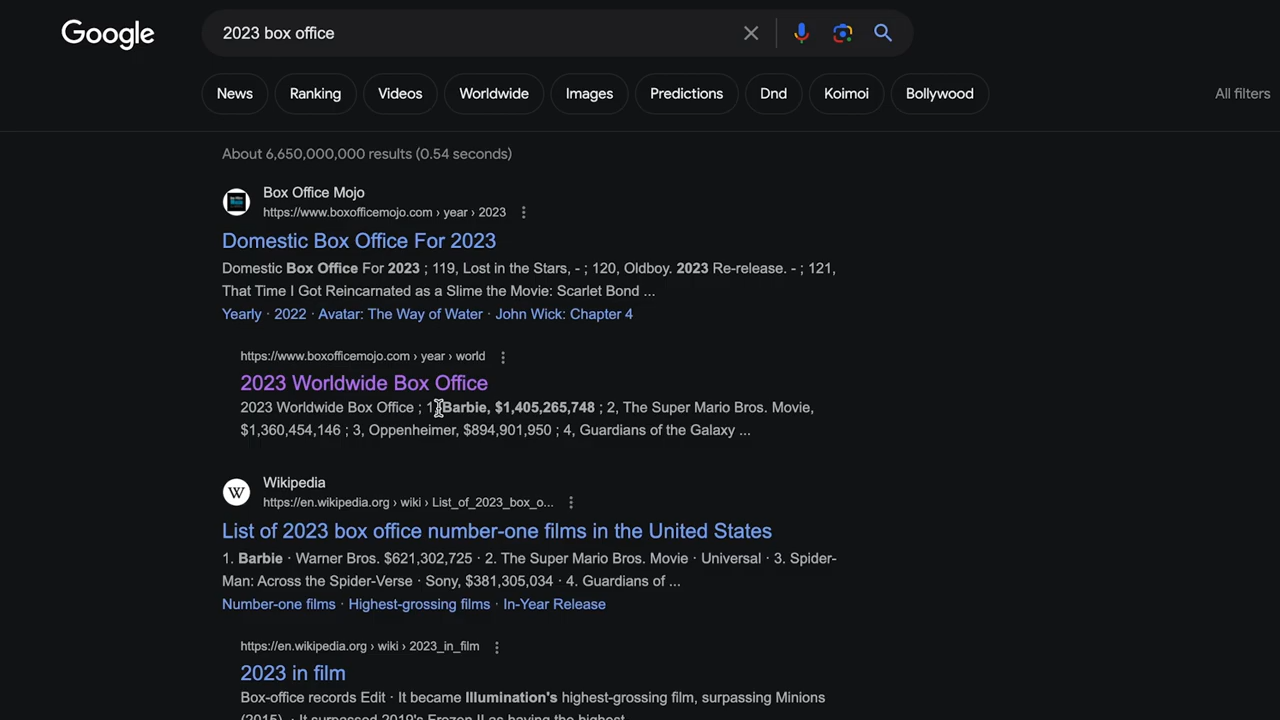 Google
2023 box office
News Ranking Videos Worldwide Images Predictions Dnd Koimoi Bollywood All filters
About 6,650,000,000 results (0.54 seconds)
Box Office Mojo
https://www.boxofficemojo.com › year › 2023
Domestic Box Office For 2023
Domestic Box Office For 2023 ; 119, Lost in the Stars, - ; 120, Oldboy. 2023 Re-release. - ; 121,
That Time I Got Reincarnated as a Slime the Movie: Scarlet Bond ...
Yearly · 2022 · Avatar: The Way of Water · John Wick: Chapter 4
https://www.boxofficemojo.com › year › world
2023 Worldwide Box Office
2023 Worldwide Box Office ; 1, Barbie, $1,405,265,748 ; 2, The Super Mario Bros. Movie,
$1,360,454,146 ; 3, Oppenheimer, $894,901,950 ; 4, Guardians of the Galaxy ...
W
Wikipedia
https://en.wikipedia.org › wiki › List_of_2023_box_o...
List of 2023 box office number-one films in the United States
1. Barbie · Warner Bros. $621,302,725 · 2. The Super Mario Bros. Movie · Universal · 3. Spider-
Man: Across the Spider-Verse · Sony, $381,305,034 · 4. Guardians of ...
Number-one films · Highest-grossing films · In-Year Release
https://en.wikipedia.org › wiki › 2023_in_film
2023 in film
Box-office records Edit · It became Illumination's highest-grossing film, surpassing Minions
(2015). · It surpassed 2019's Frozen II as having the highest